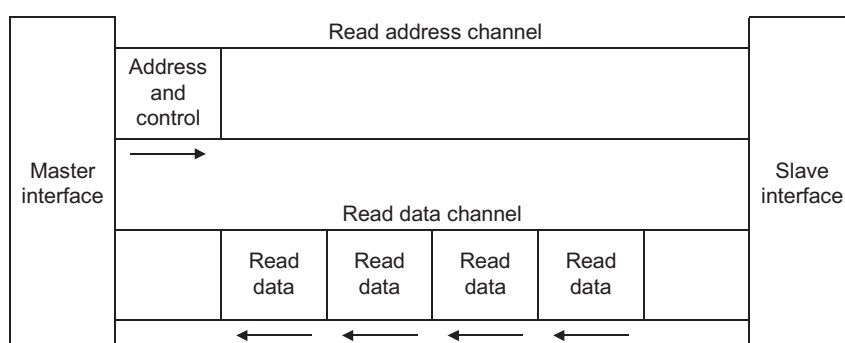 Read address channel
Address
and
control
Master
interface
Slave
interface
Read data channel
Read
data
Read
data
Read
data
Read
data